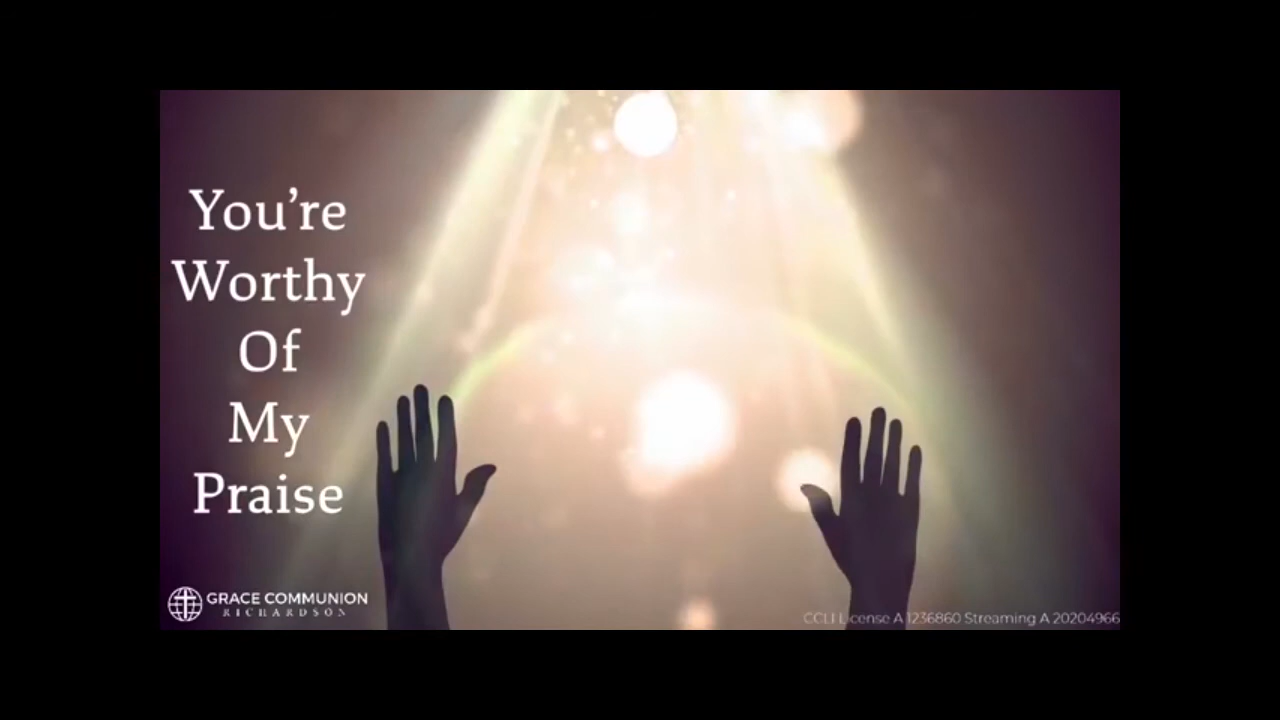 You're
Worthy
Of
My
Praise
GRACE COMMUNION
RICHARDSON
CCLI License A 1236860 Streaming A 20204966